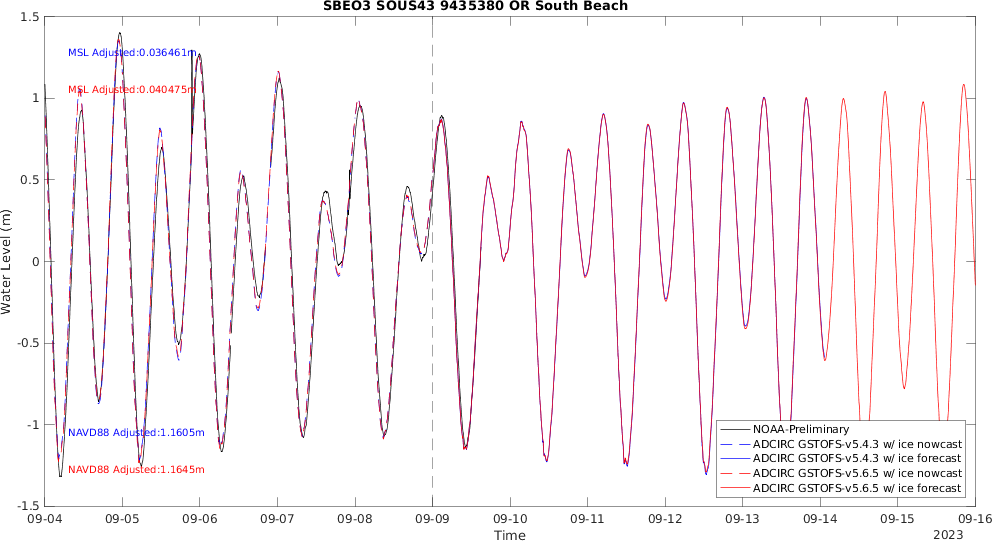 SBEO3 SOUS43 9435380 OR South Beach
1.5
1
0.5
0
-0.5
-1
-1.5
Water Level (m)
MSL Adjusted:0.036461m
MSL Adjusted:0.040475m
NAVD88 Adjusted:1.1605m
NAVD88 Adjusted:1.1645m
NOAA-Preliminary
ADCIRC GSTOFS-v5.4.3 w/ ice nowcast
ADCIRC GSTOFS-v5.4.3 w/ ice forecast
ADCIRC GSTOFS-v5.6.5 w/ ice nowcast
ADCIRC GSTOFS-v5.6.5 w/ ice forecast
09-04 09-05 09-06 09-07 09-08 09-09 09-10 09-11 09-12 09-13 09-14 09-15 09-16
Time
2023